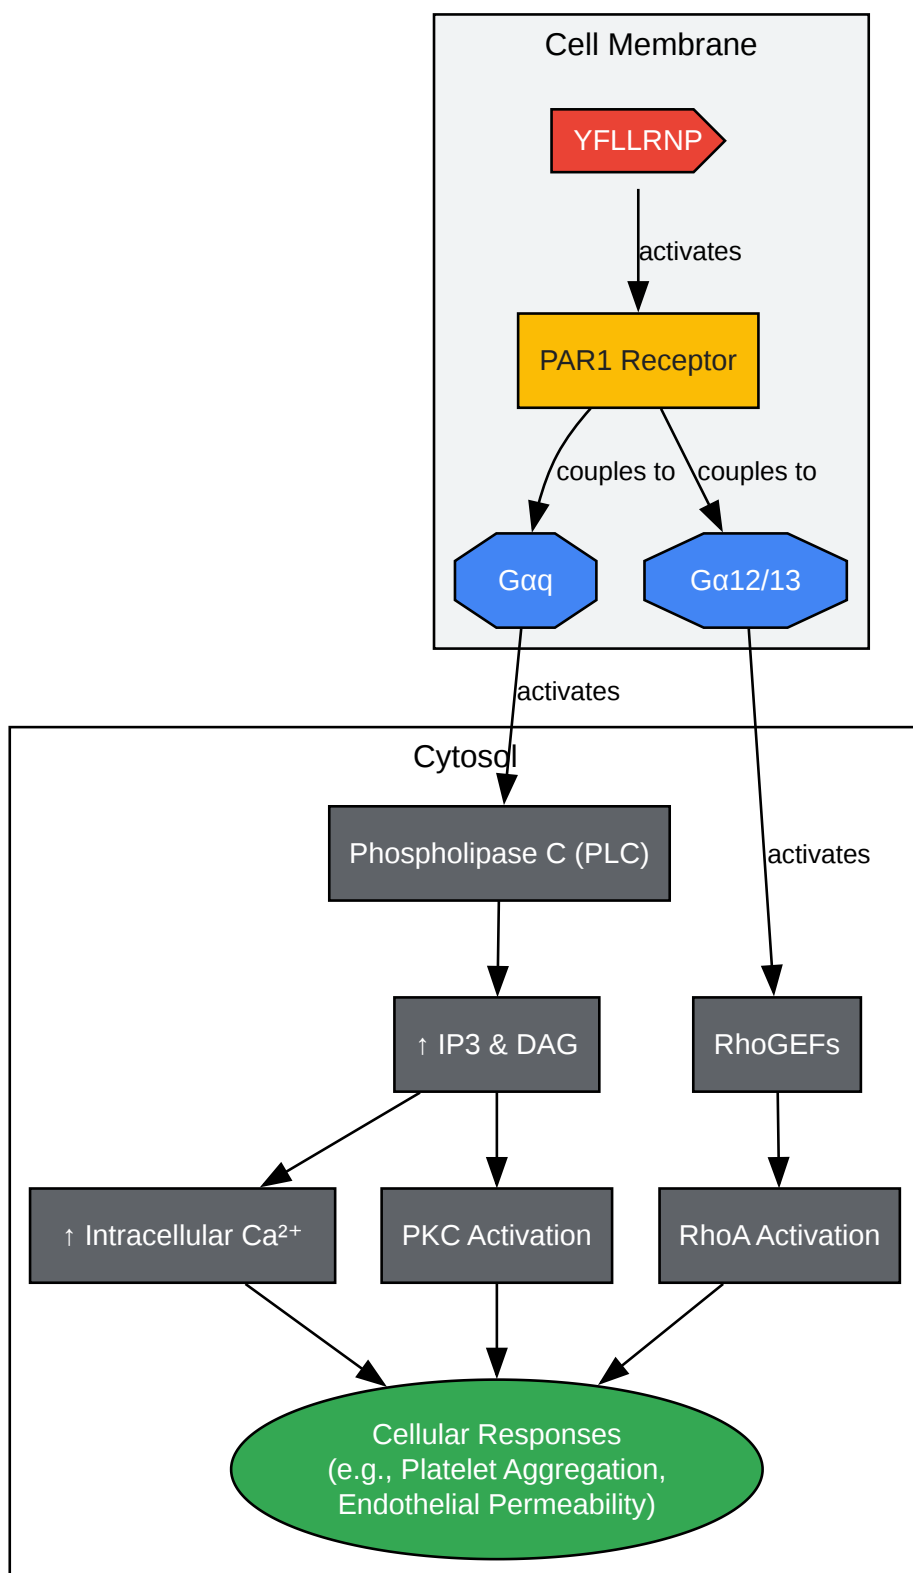 Cell Membrane
YFLLRNP
activates
PAR1 Receptor
couples to
couples to
Gαq
Gα12/13
activates
Cytosol
Phospholipase C (PLC)
activates
↑ IP3 & DAG
RhoGEFs
↑ Intracellular Ca²⁺
PKC Activation
RhoA Activation
Cellular Responses
(e.g., Platelet Aggregation,
Endothelial Permeability)